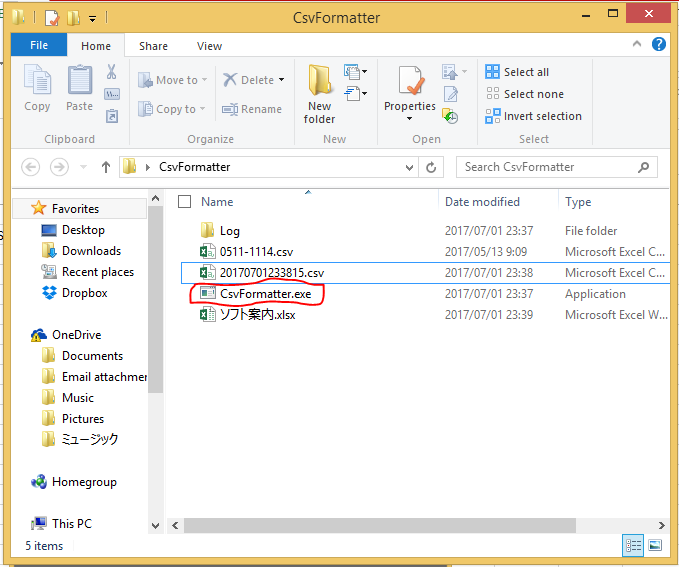 CsvFormatter
File Home Share View
Copy
Paste
Clipboard
Move to
Copy to
Delete
Rename
Organize
New folder
New
Properties
Open
Select all
Select none
Invert selection
Select
CsvFormatter
Search CsvFormatter
Favorites
Desktop
Downloads
Recent places
Dropbox
OneDrive
Documents
Email attachmen
Music
Pictures
ミュージック
Homegroup
This PC
Name Date modified Type
Log 2017/07/01 23:37 File folder
0511-1114.csv 2017/05/13 9:09 Microsoft Excel C...
20170701233815.csv 2017/07/01 23:38 Microsoft Excel C...
CsvFormatter.exe 2017/07/01 23:37 Application
ソフト案内.xlsx 2017/07/01 23:39 Microsoft Excel W...
5 items